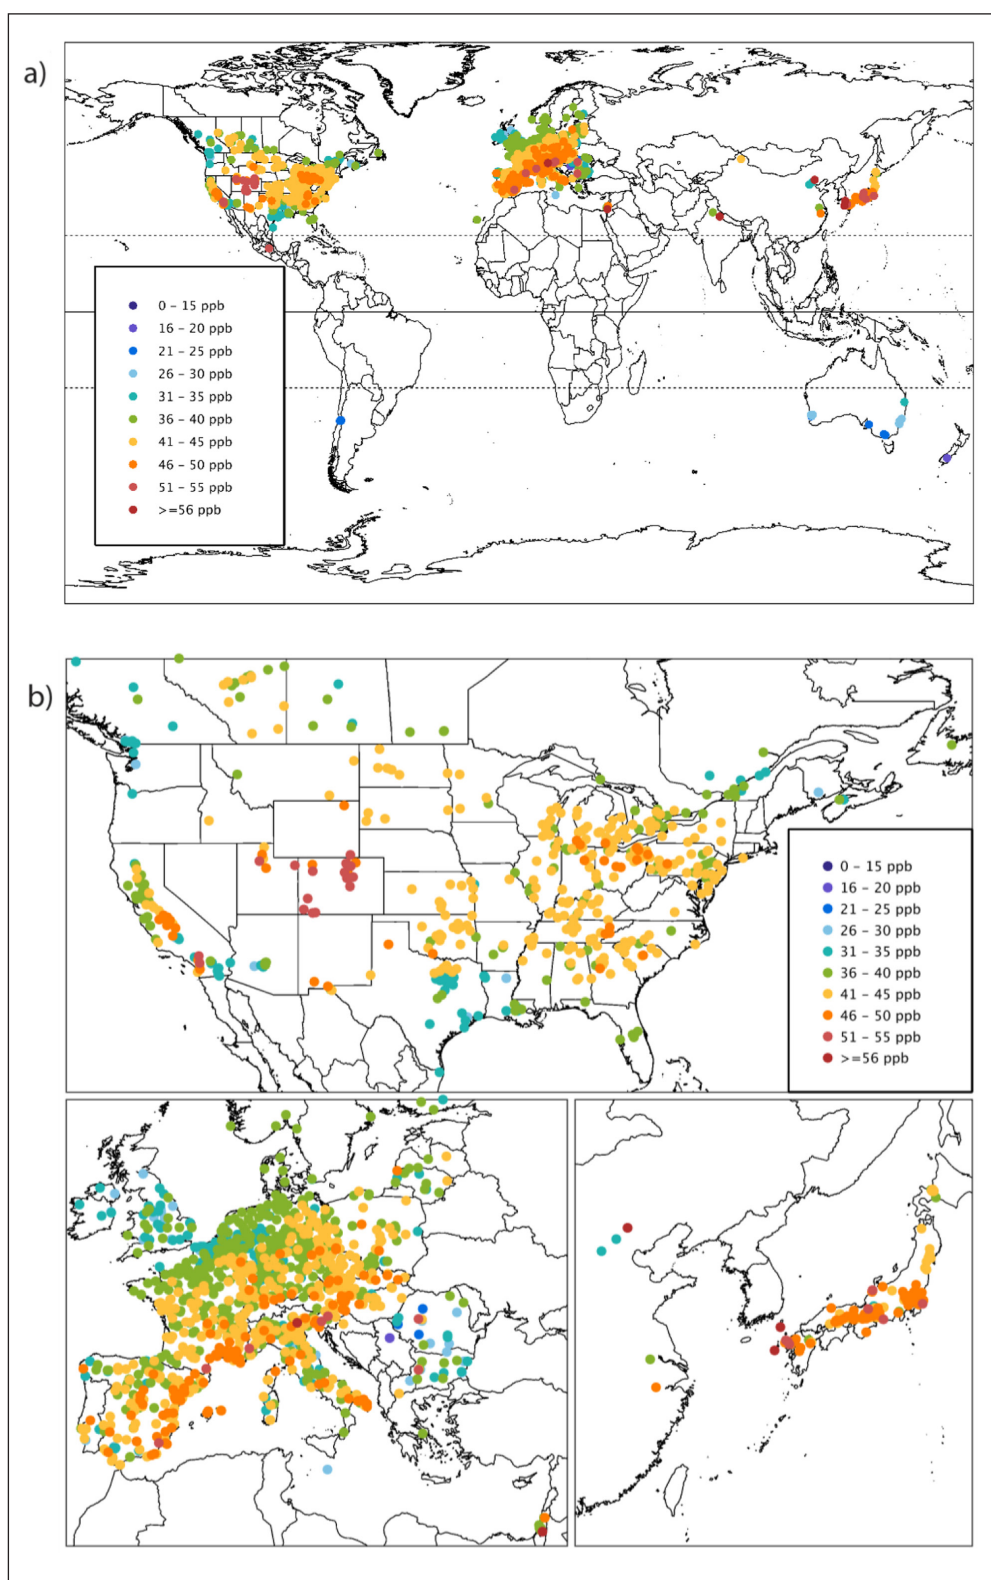 a)
0 – 15 ppb
16 – 20 ppb
21 – 25 ppb
26 – 30 ppb
31 – 35 ppb
36 – 40 ppb
41 – 45 ppb
46 – 50 ppb
51 – 55 ppb
>=56 ppb
b)
0 – 15 ppb
16 – 20 ppb
21 – 25 ppb
26 – 30 ppb
31 – 35 ppb
36 – 40 ppb
41 – 45 ppb
46 – 50 ppb
51 – 55 ppb
>=56 ppb